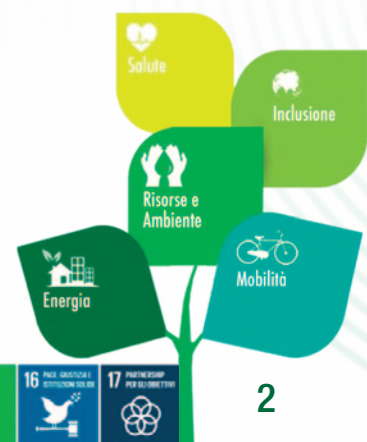 Salute
Inclusione
Risorse e
Ambiente
Energia
Mobilità
16 PACE, GIUSTIZIA E
ISTITUZIONI SOLIDE
17 PARTNERSHIP
PER GLI OBIETTIVI
2